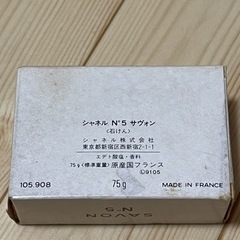 シャネル N°5 サヴォン
(石けん)
シャネル株式会社
東京都新宿区西新宿2-1-1
エデト酸塩・香料
75g(標準重量) 原産国フランス
Ⓒ9105
105.908 75g MADE IN FRANCE
SAVON
N°5